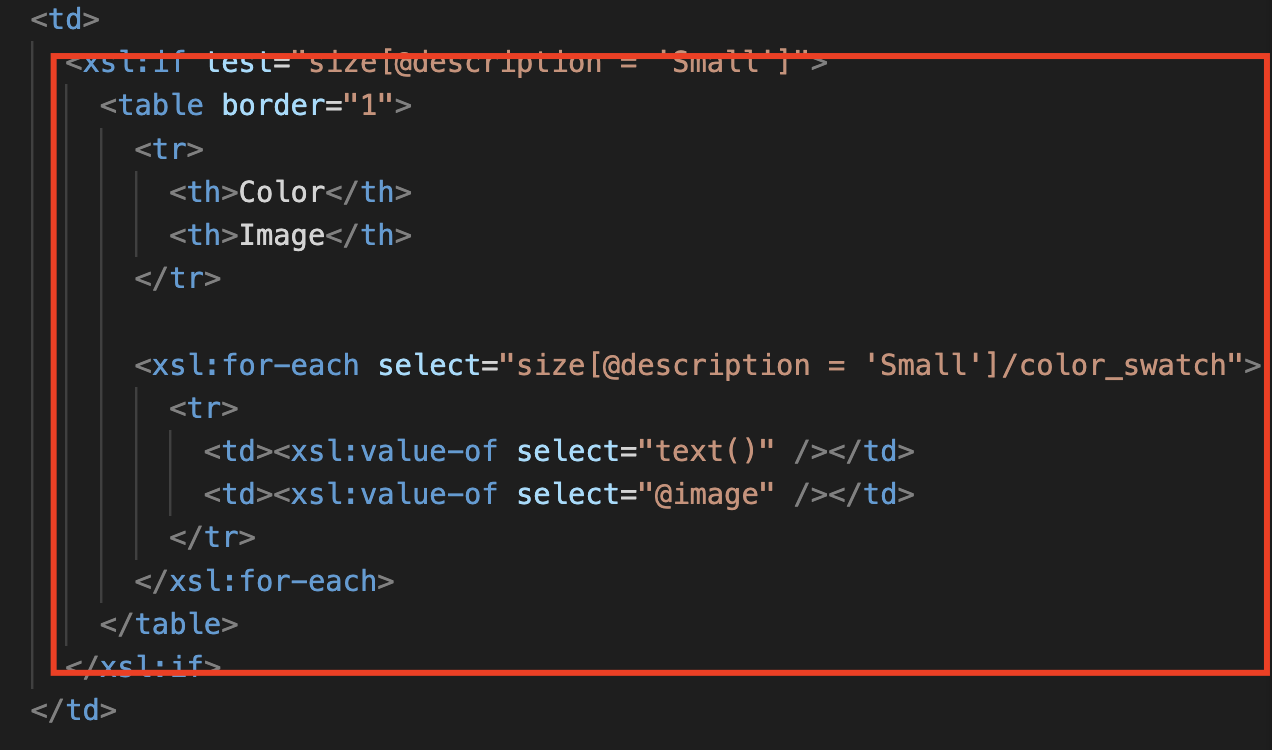 <td>
<xsl:if test="size[@description = 'Small']">
<table border="1">
<tr>
<th>Color</th>
<th>Image</th>
</tr>
<xsl:for-each select="size[@description = 'Small']/color_swatch">
<tr>
<td><xsl:value-of select="text()" /></td>
<td><xsl:value-of select="@image" /></td>
</tr>
</xsl:for-each>
</table>
</xsl:if>
</td>